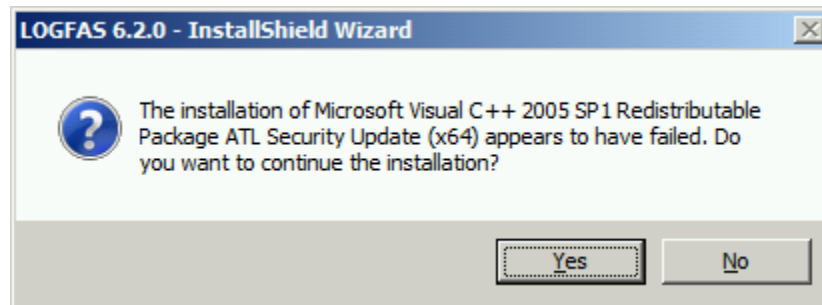 LOGFAS 6.2.0 - InstallShield Wizard
The installation of Microsoft Visual C++ 2005 SP1 Redistributable
Package ATL Security Update (x64) appears to have failed. Do
you want to continue the installation?
Yes
No